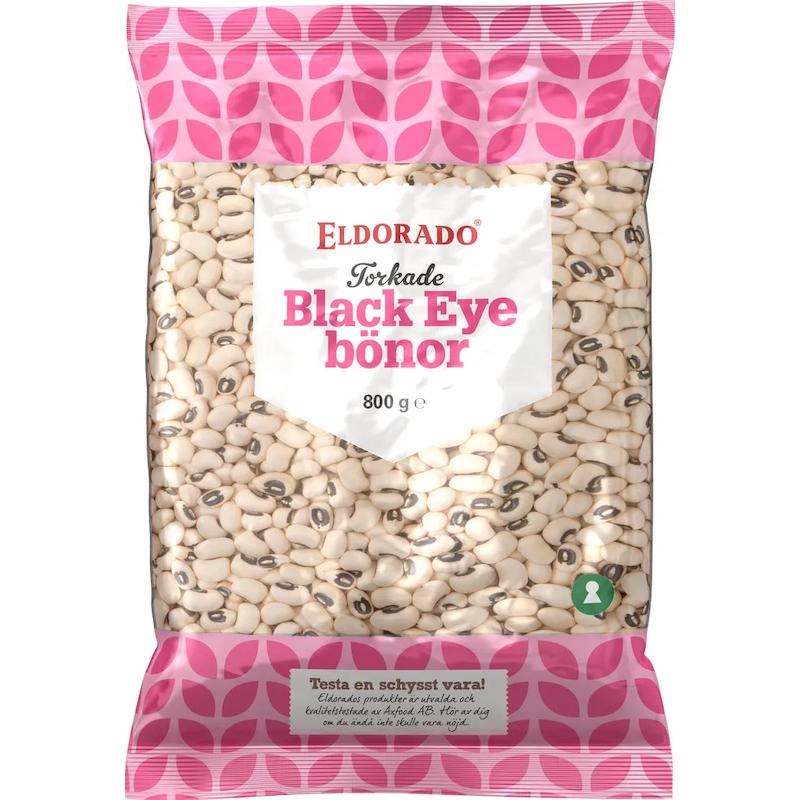 ELDORADO®
Torkade
Black Eye
bönor
800 g ℮
Testa en schysst vara!
Eldorados produkter är utvalda och
kvalitetstestade av Axfood AB. Hör av dig
om du ändå inte skulle vara nöjd.